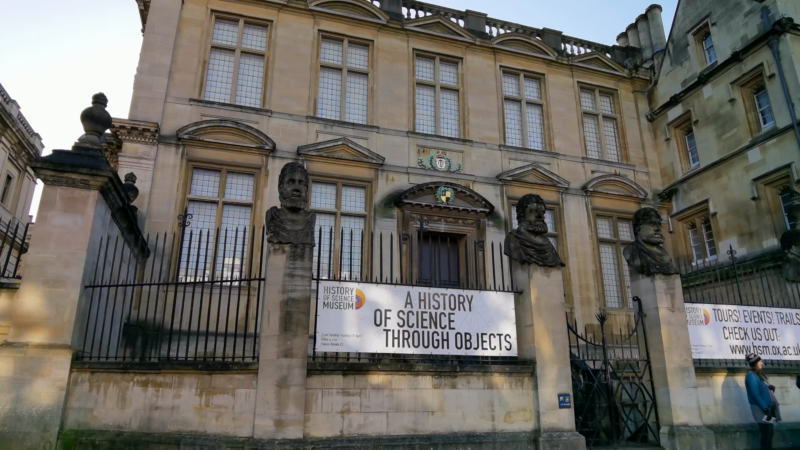 HISTORY
OF SCIENCE
MUSEUM
A HISTORY
OF SCIENCE
THROUGH OBJECTS
TOURS! EVENTS! TRAILS
CHECK US OUT:
www.hsm.ox.ac.u